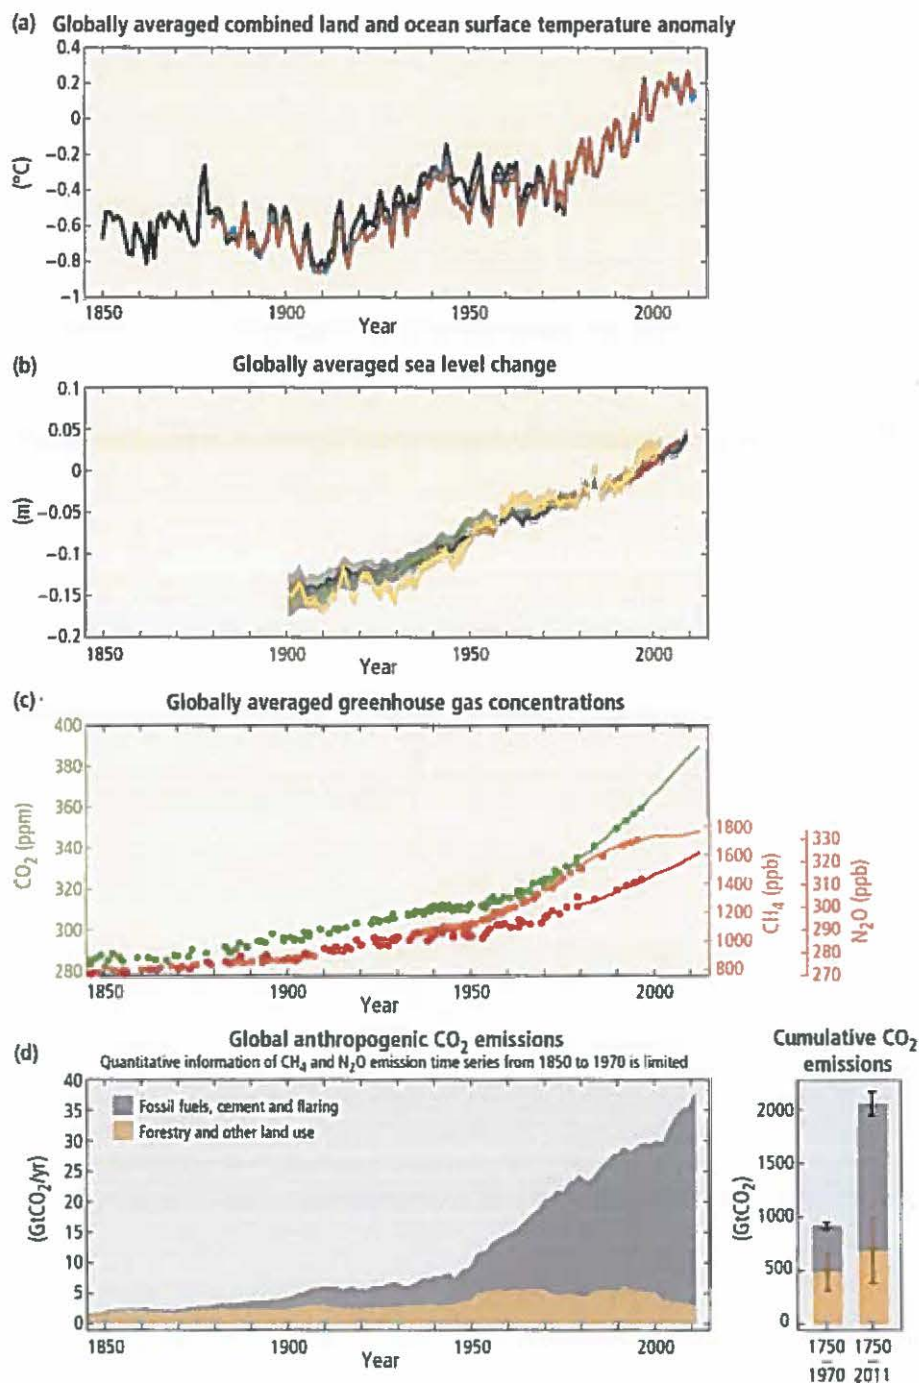 (a) Globally averaged combined land and ocean surface temperature anomaly
0.4
0.2
0
−0.2
−0.4
−0.6
−0.8
−1
(°C)
1850 1900 1950 2000
Year
(b) Globally averaged sea level change
0.1
0.05
0
−0.05
−0.1
−0.15
−0.2
(m)
1850 1900 1950 2000
Year
(c) Globally averaged greenhouse gas concentrations
400
380
360
340
320
300
280
CO₂ (ppm)
1800
1600
1400
1200
1000
800
CH₄ (ppb)
330
320
310
300
290
280
270
N₂O (ppb)
1850 1900 1950 2000
Year
(d) Global anthropogenic CO₂ emissions
Quantitative information of CH₄ and N₂O emission time series from 1850 to 1970 is limited
40
35
30
25
20
15
10
5
0
(GtCO₂/yr)
Fossil fuels, cement and flaring
Forestry and other land use
1850 1900 1950 2000
Year
Cumulative CO₂
emissions
2000
1500
1000
500
0
(GtCO₂)
1750 1750
– –
1970 2011